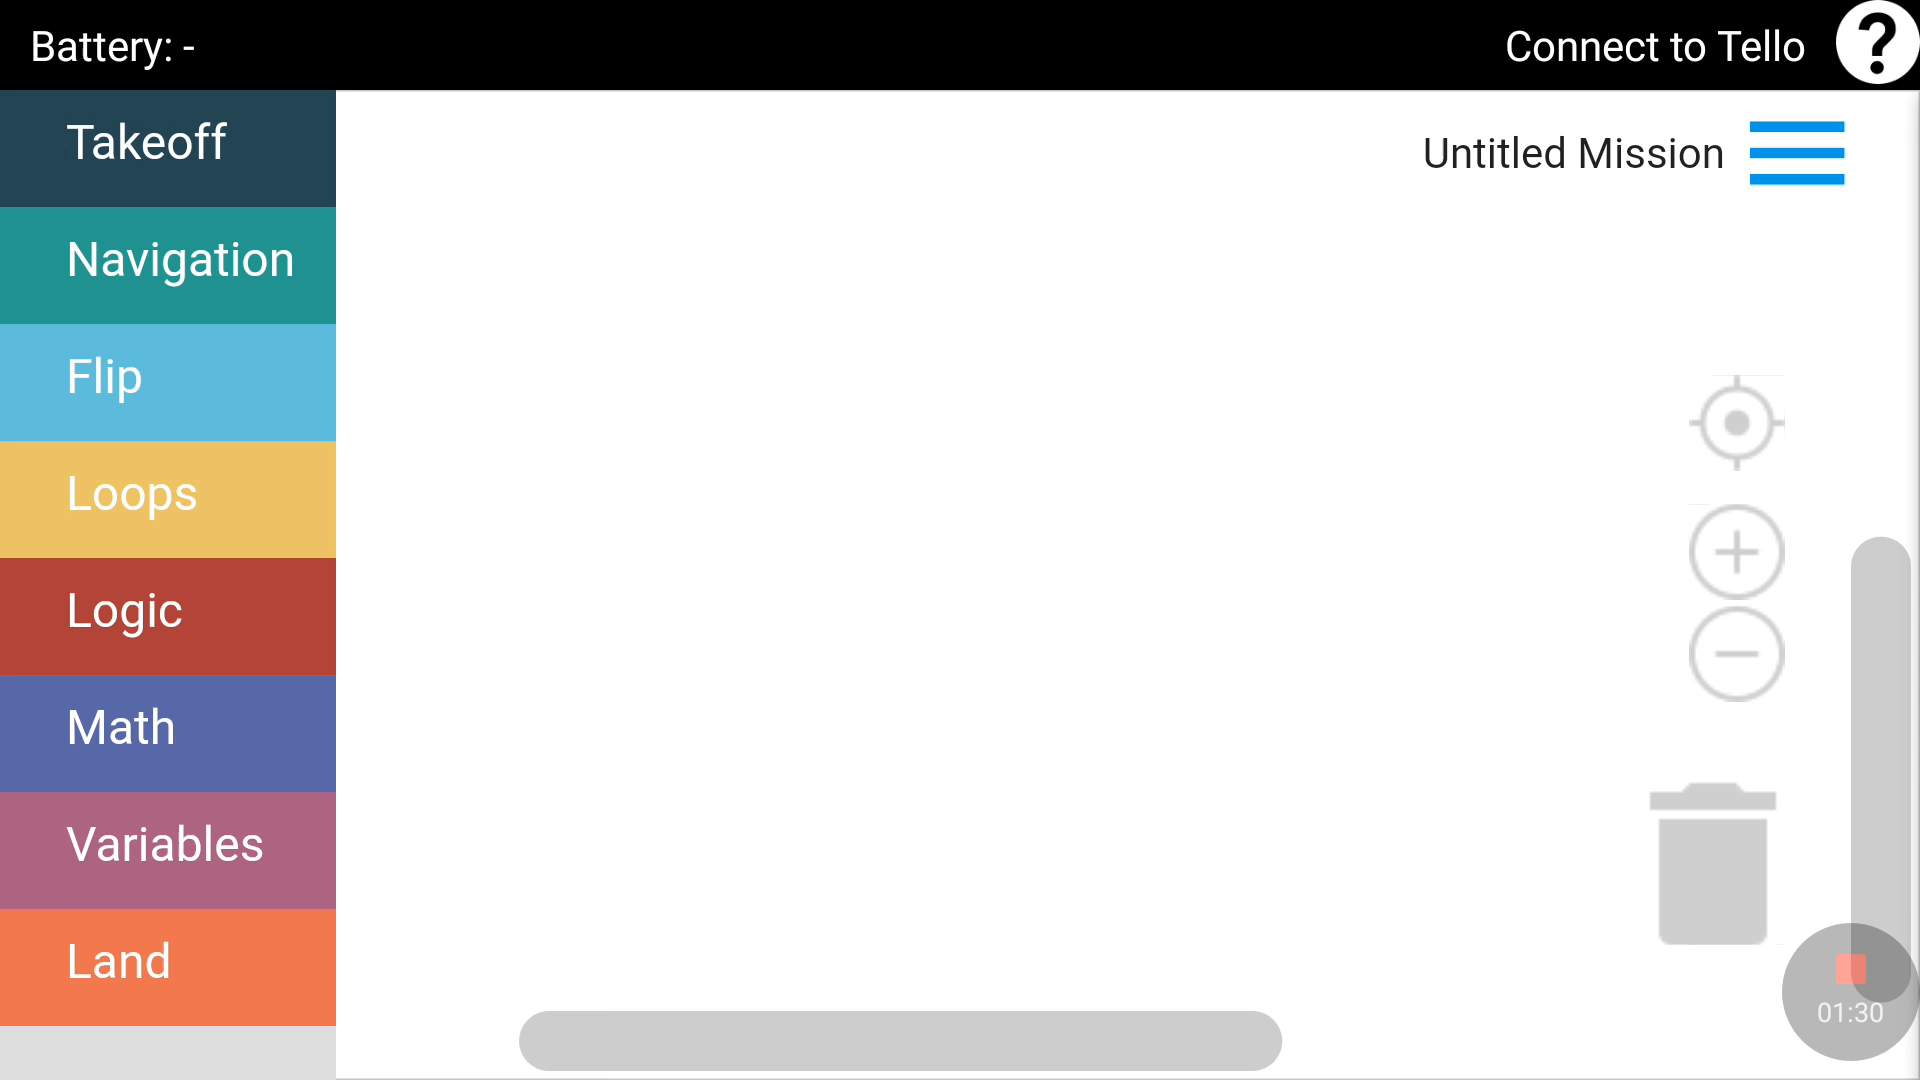 Battery: -
Connect to Tello
?
Untitled Mission
Takeoff
Navigation
Flip
Loops
Logic
Math
Variables
Land
01:30